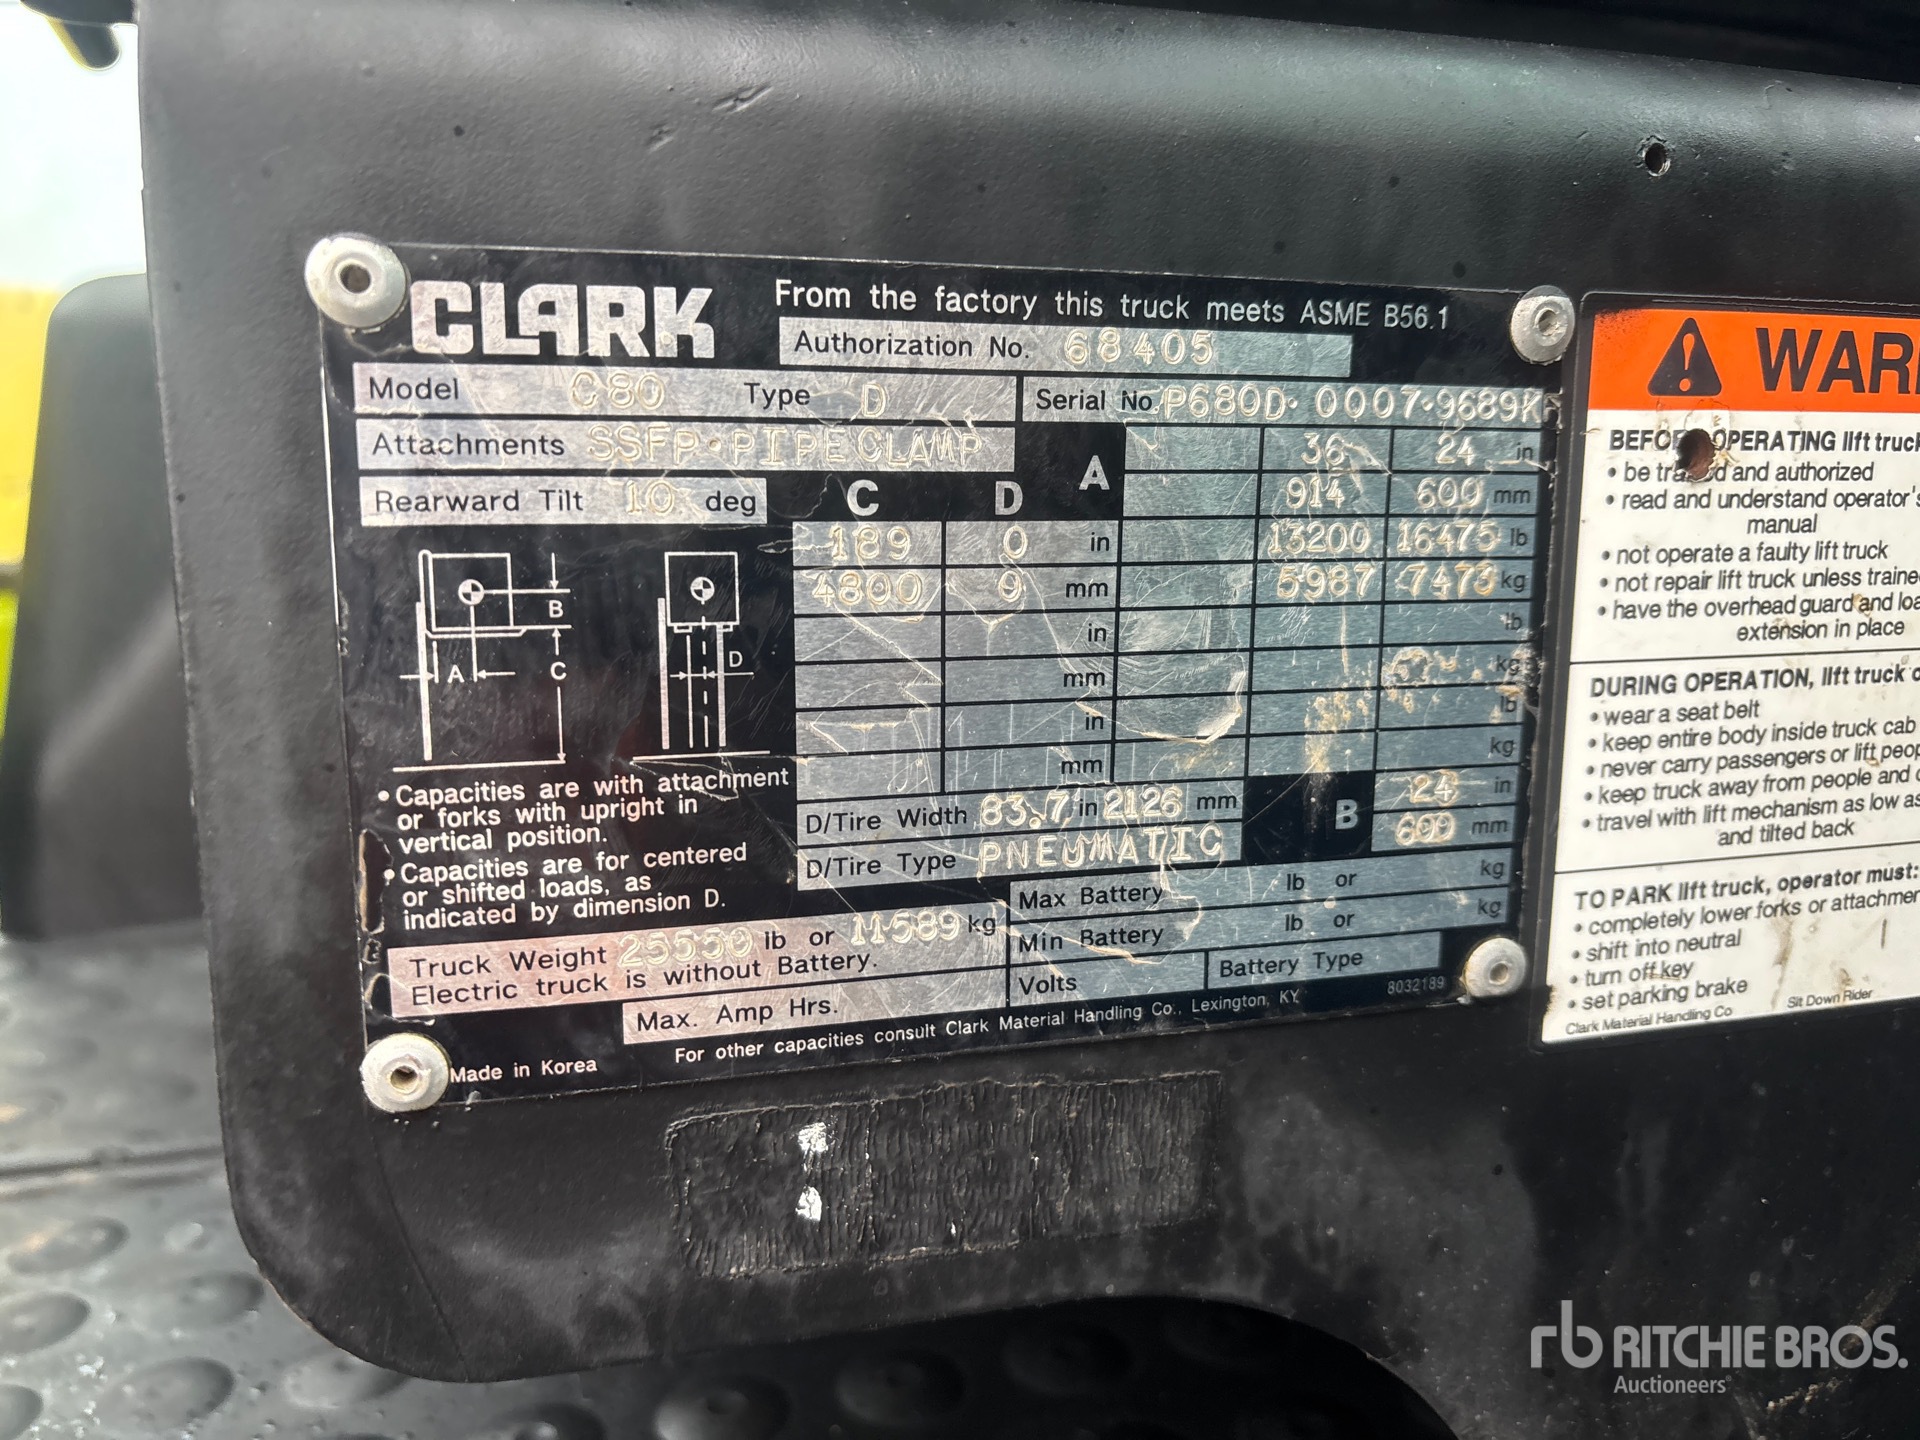 CLARK
From the factory this truck meets ASME B56.1
Authorization No. 68405
Model C80 Type D
Serial No. P680D-0007-9689KF
Attachments SSFP-PIPECLAMP
Rearward Tilt 10 deg
C D A
36 24 in
914 600 mm
189 0 in 13200 16475 lb
4800 0 mm 5987 7473 kg
in lb
mm kg
in lb
mm kg
B
C
A
D
D/Tire Width 83.7 in 2126 mm
D/Tire Type PNEUMATIC
B 24 in
600 mm
• Capacities are with attachment
or forks with upright in
vertical position.
• Capacities are for centered
or shifted loads, as
indicated by dimension D.
Max Battery lb or kg
Min Battery lb or kg
Volts Battery Type
Truck Weight 25550 lb or 11589 kg
Electric truck is without Battery.
Max. Amp Hrs.
8032189
For other capacities consult Clark Material Handling Co., Lexington, KY
Made in Korea
WAR
BEFORE OPERATING lift truck
• be trained and authorized
• read and understand operator's
manual
• not operate a faulty lift truck
• not repair lift truck unless traine
• have the overhead guard and loa
extension in place
DURING OPERATION, lift truck o
• wear a seat belt
• keep entire body inside truck cab
• never carry passengers or lift peop
• keep truck away from people and o
• travel with lift mechanism as low as
and tilted back
TO PARK lift truck, operator must:
• completely lower forks or attachmen
• shift into neutral
• turn off key
• set parking brake
Clark Material Handling Co Sit Down Rider
rb RITCHIE BROS.
Auctioneers